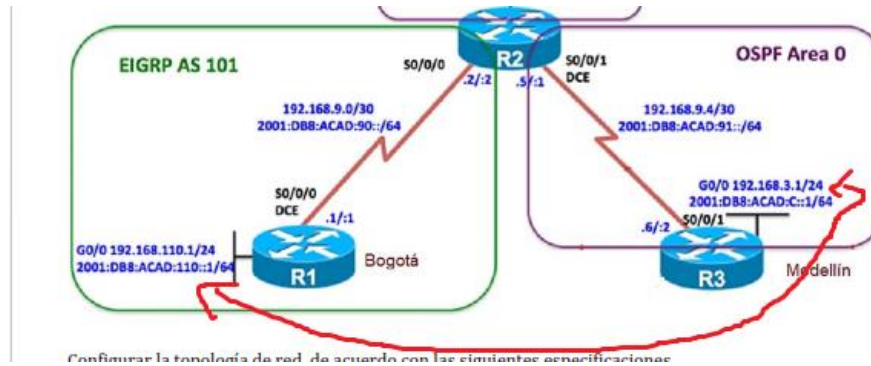 EIGRP AS 101
R2
OSPF Area 0
S0/0/0
.2/:2
.5/:1
S0/0/1
DCE
192.168.9.0/30
2001:DB8:ACAD:90::/64
192.168.9.4/30
2001:DB8:ACAD:91::/64
S0/0/0
DCE
.1/:1
G0/0 192.168.3.1/24
2001:DB8:ACAD:C::1/64
.6/:2
S0/0/1
G0/0 192.168.110.1/24
2001:DB8:ACAD:110::1/64
R1
Bogotá
R3
Medellín
Configurar la topología de red, de acuerdo con las siguientes especificaciones